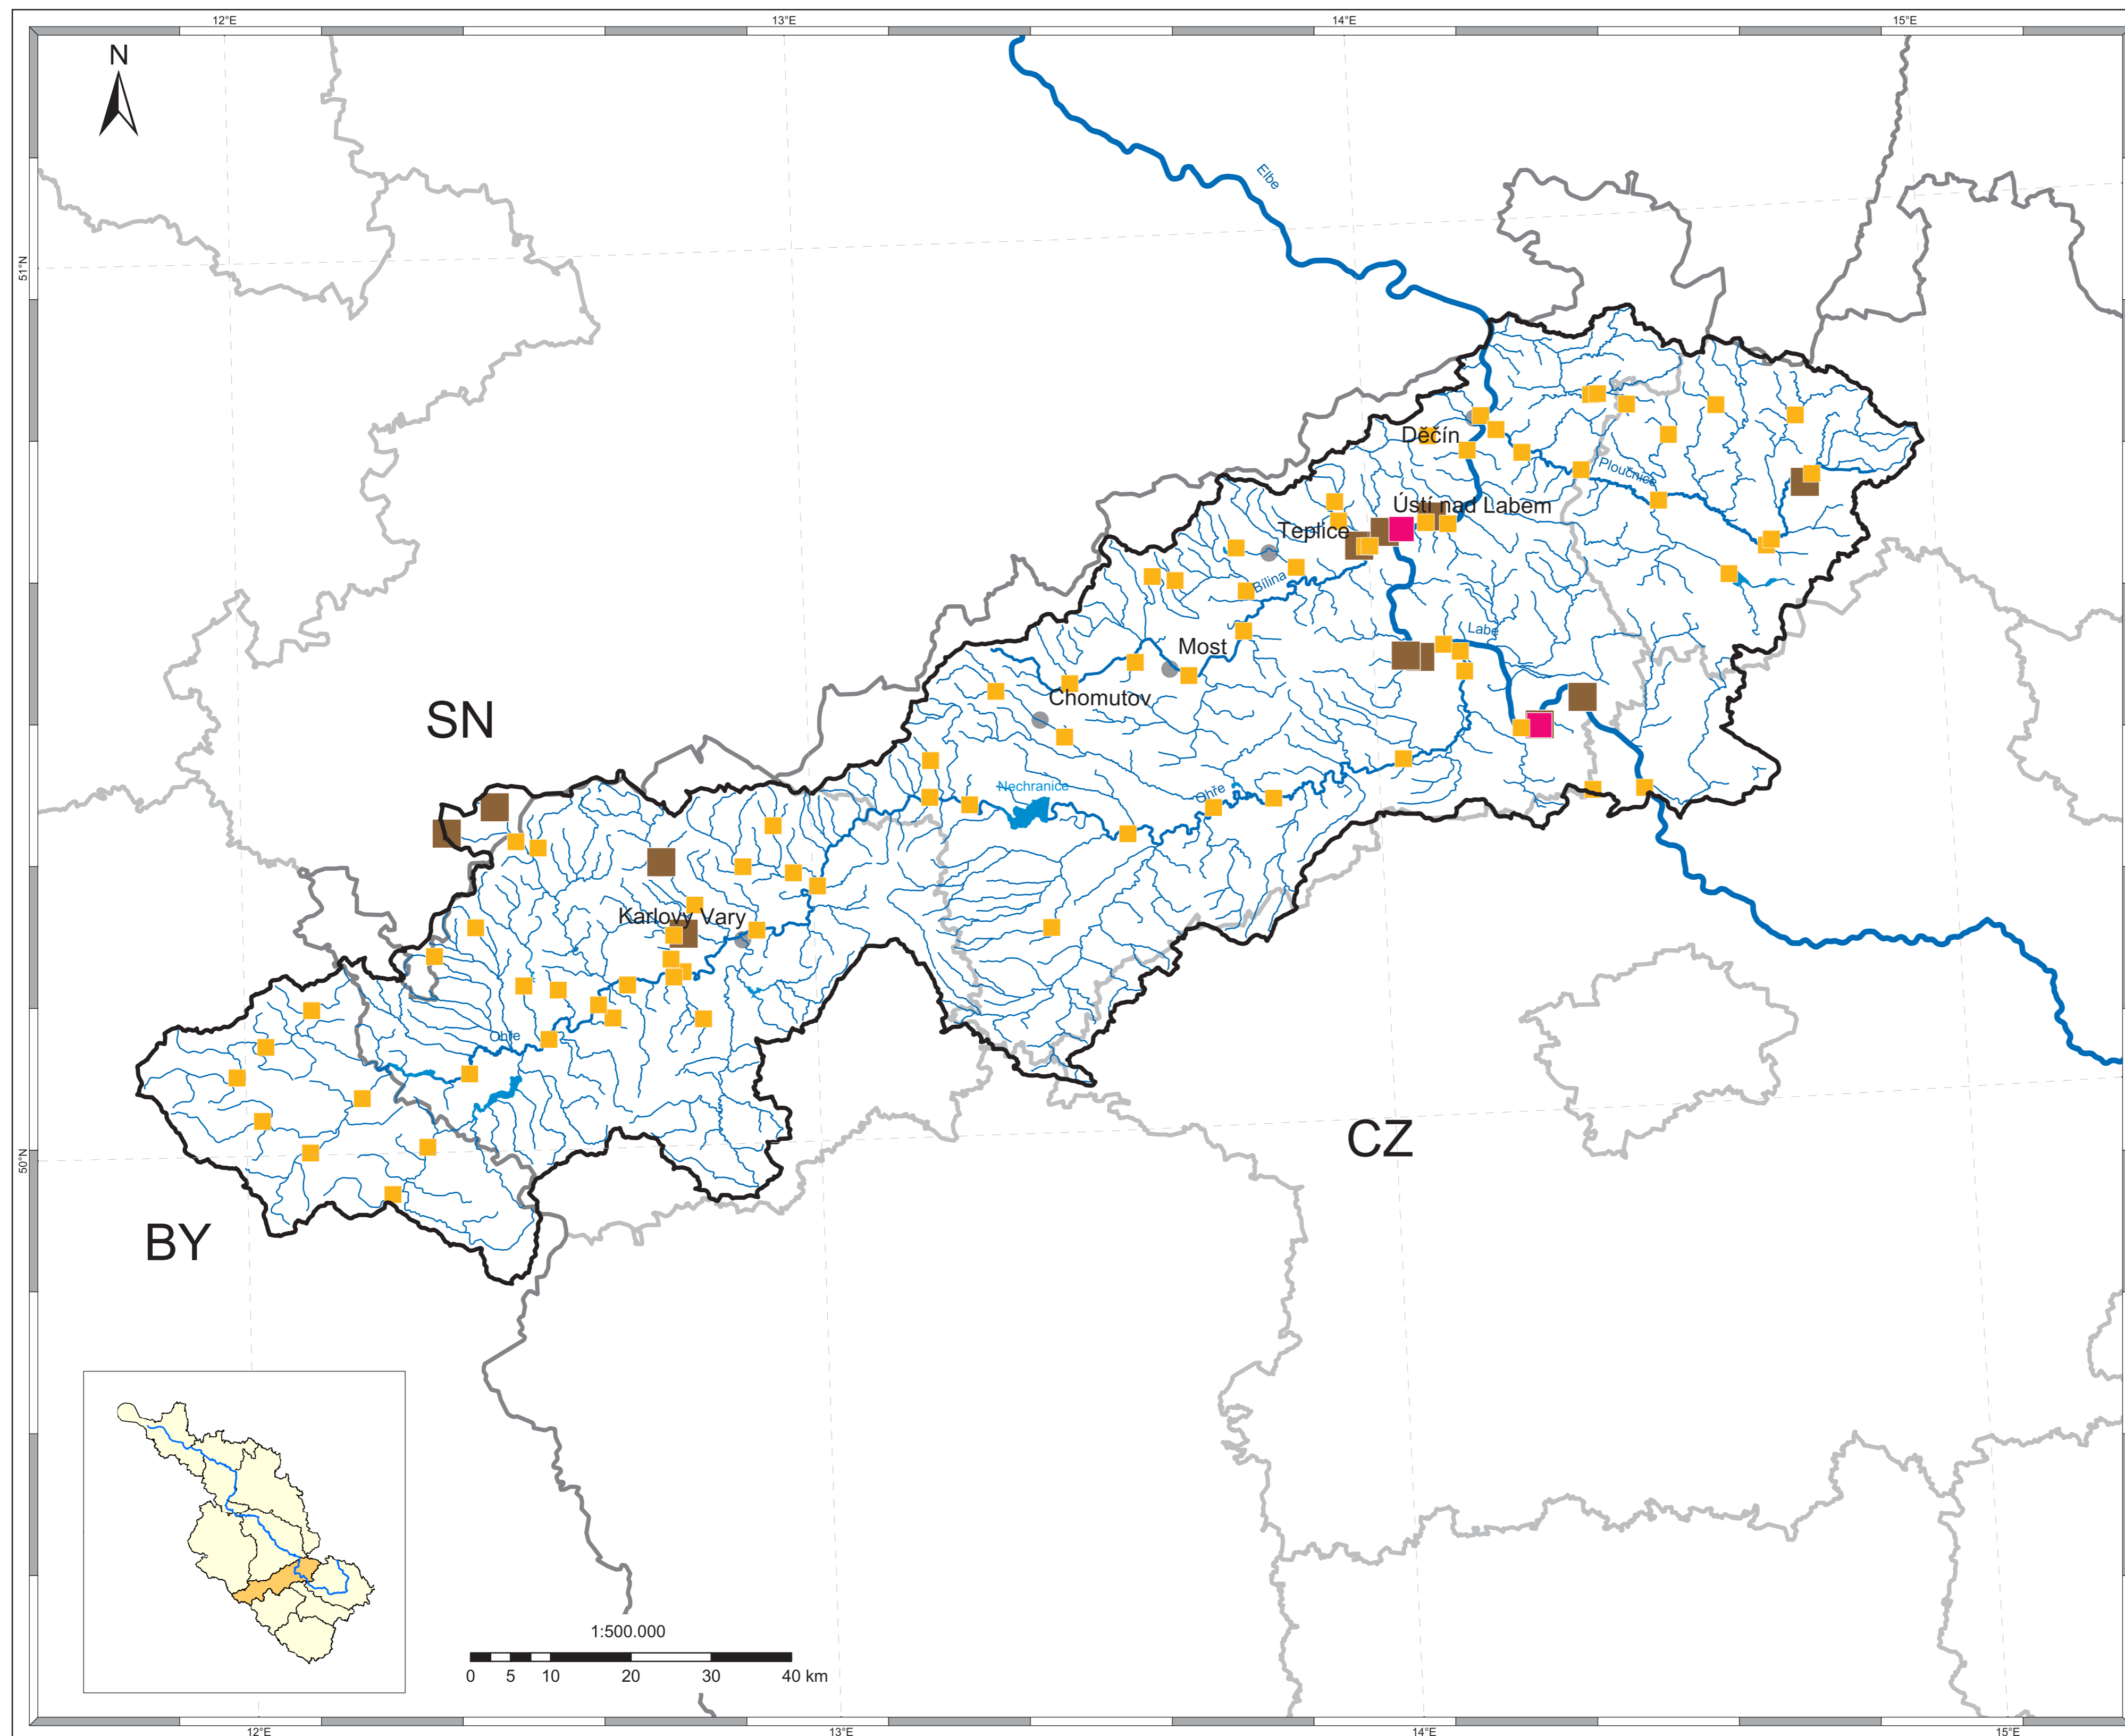 12°E
13°E
14°E
15°E
N
Elbe
51°N
51°N
Děčín
Ploučnice
Ústí nad Labem
Teplice
Bílina
Labe
Most
Chomutov
SN
Nechranice
Ohře
Karlovy Vary
Ohře
50°N
CZ
BY
1:500.000
0 5 10 20 30 40 km
12°E
13°E
14°E
15°E